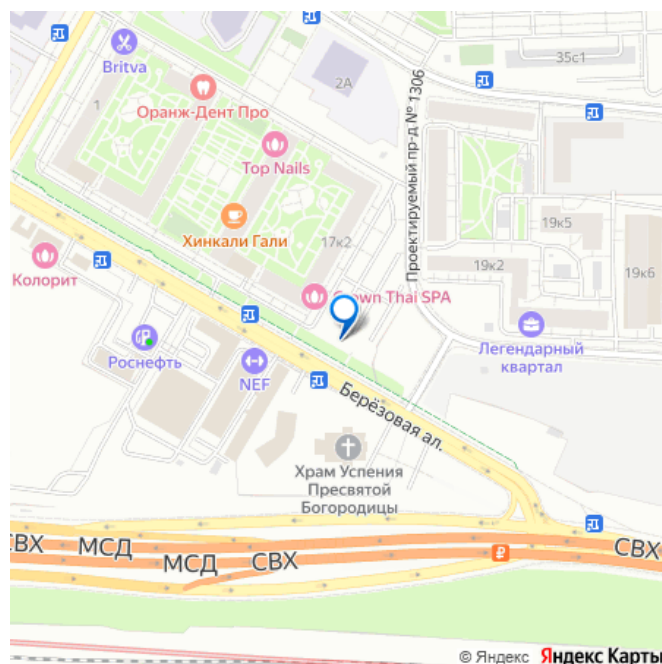 Britva
35с1
2А
Оранж-Дент Про
1
Проектируемый пр-д № 1306
Top Nails
Хинкали Гали
17к2
19к5
19к2
19к6
Колорит
Thai SPA
Легендарный
квартал
Роснефть
NEF
Берёзовая ал.
Храм Успения
Пресвятой
Богородицы
МСД
СВХ
МСД
СВХ
₽
© Яндекс Яндекс Карты